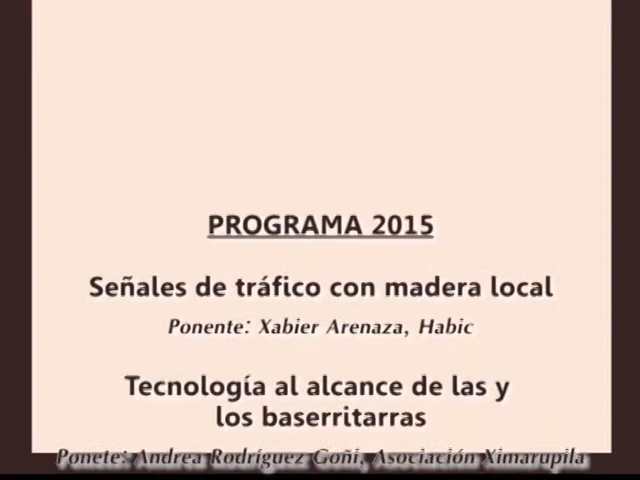 PROGRAMA 2015
Señales de tráfico con madera local
Ponente: Xabier Arenaza, Habic
Tecnología al alcance de las y
los baserritarras
Ponete: Andrea Rodríguez Goñi, Asociación Ximarupila